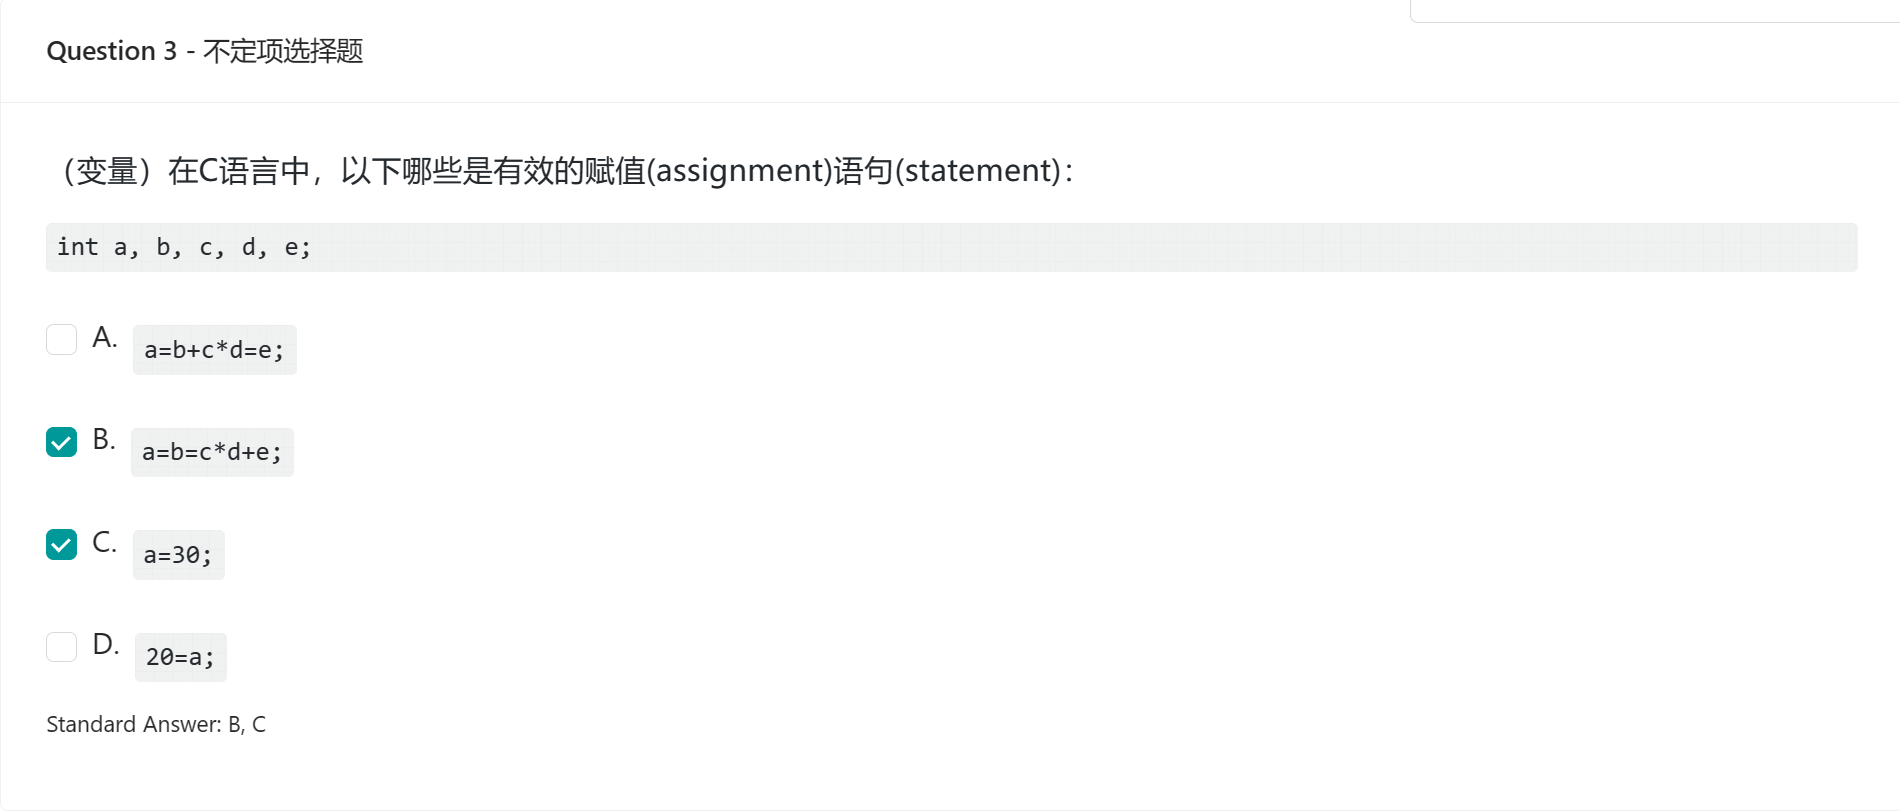 Question 3 - 不定项选择题
（变量）在C语言中，以下哪些是有效的赋值(assignment)语句(statement)：
int a, b, c, d, e;
A. a=b+c*d=e;
B. a=b=c*d+e;
C. a=30;
D. 20=a;
Standard Answer: B, C